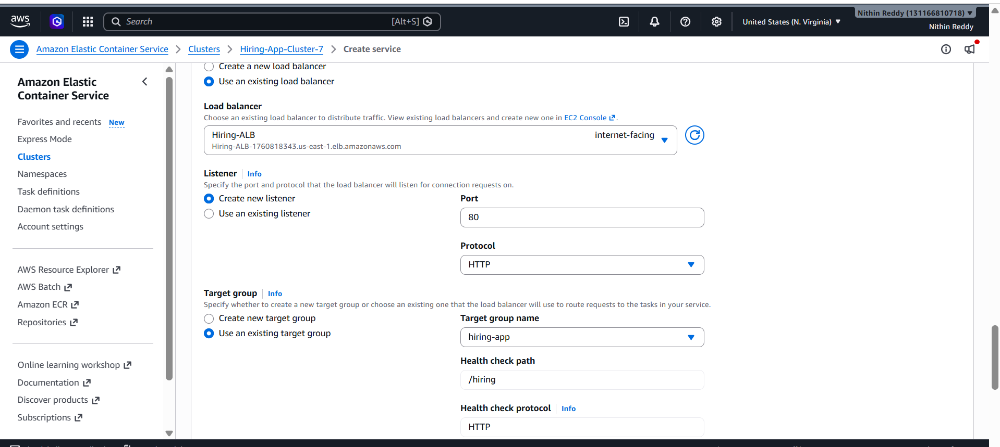 aws
Search [Alt+S]
United States (N. Virginia)
Nithin Reddy (131166810718)
Nithin Reddy
Amazon Elastic Container Service
Clusters
Hiring-App-Cluster-7
Create service
Amazon Elastic
Container Service
Favorites and recents New
Express Mode
Clusters
Namespaces
Task definitions
Daemon task definitions
Account settings
AWS Resource Explorer
AWS Batch
Amazon ECR
Repositories
Online learning workshop
Documentation
Discover products
Subscriptions
Create a new load balancer
Use an existing load balancer
Load balancer
Choose an existing load balancer to distribute traffic. View existing load balancers and create new one in EC2 Console.
Hiring-ALB internet-facing
Hiring-ALB-1760818343.us-east-1.elb.amazonaws.com
Listener Info
Specify the port and protocol that the load balancer will listen for connection requests on.
Create new listener
Use an existing listener
Port
80
Protocol
HTTP
Target group Info
Specify whether to create a new target group or choose an existing one that the load balancer will use to route requests to the tasks in your service.
Create new target group
Use an existing target group
Target group name
hiring-app
Health check path
/hiring
Health check protocol Info
HTTP